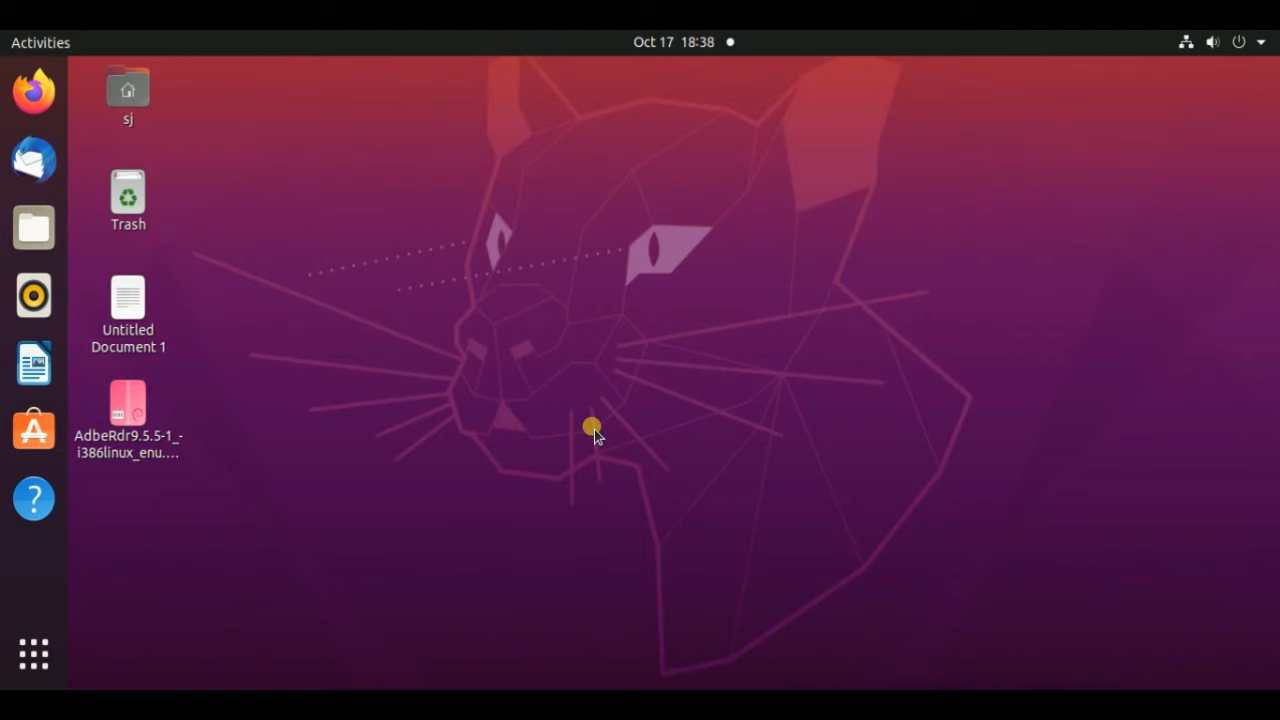 Activities
Oct 17 18:38
sj
Trash
Untitled
Document 1
AdbeRdr9.5.5-1_-
i386linux_enu....
?